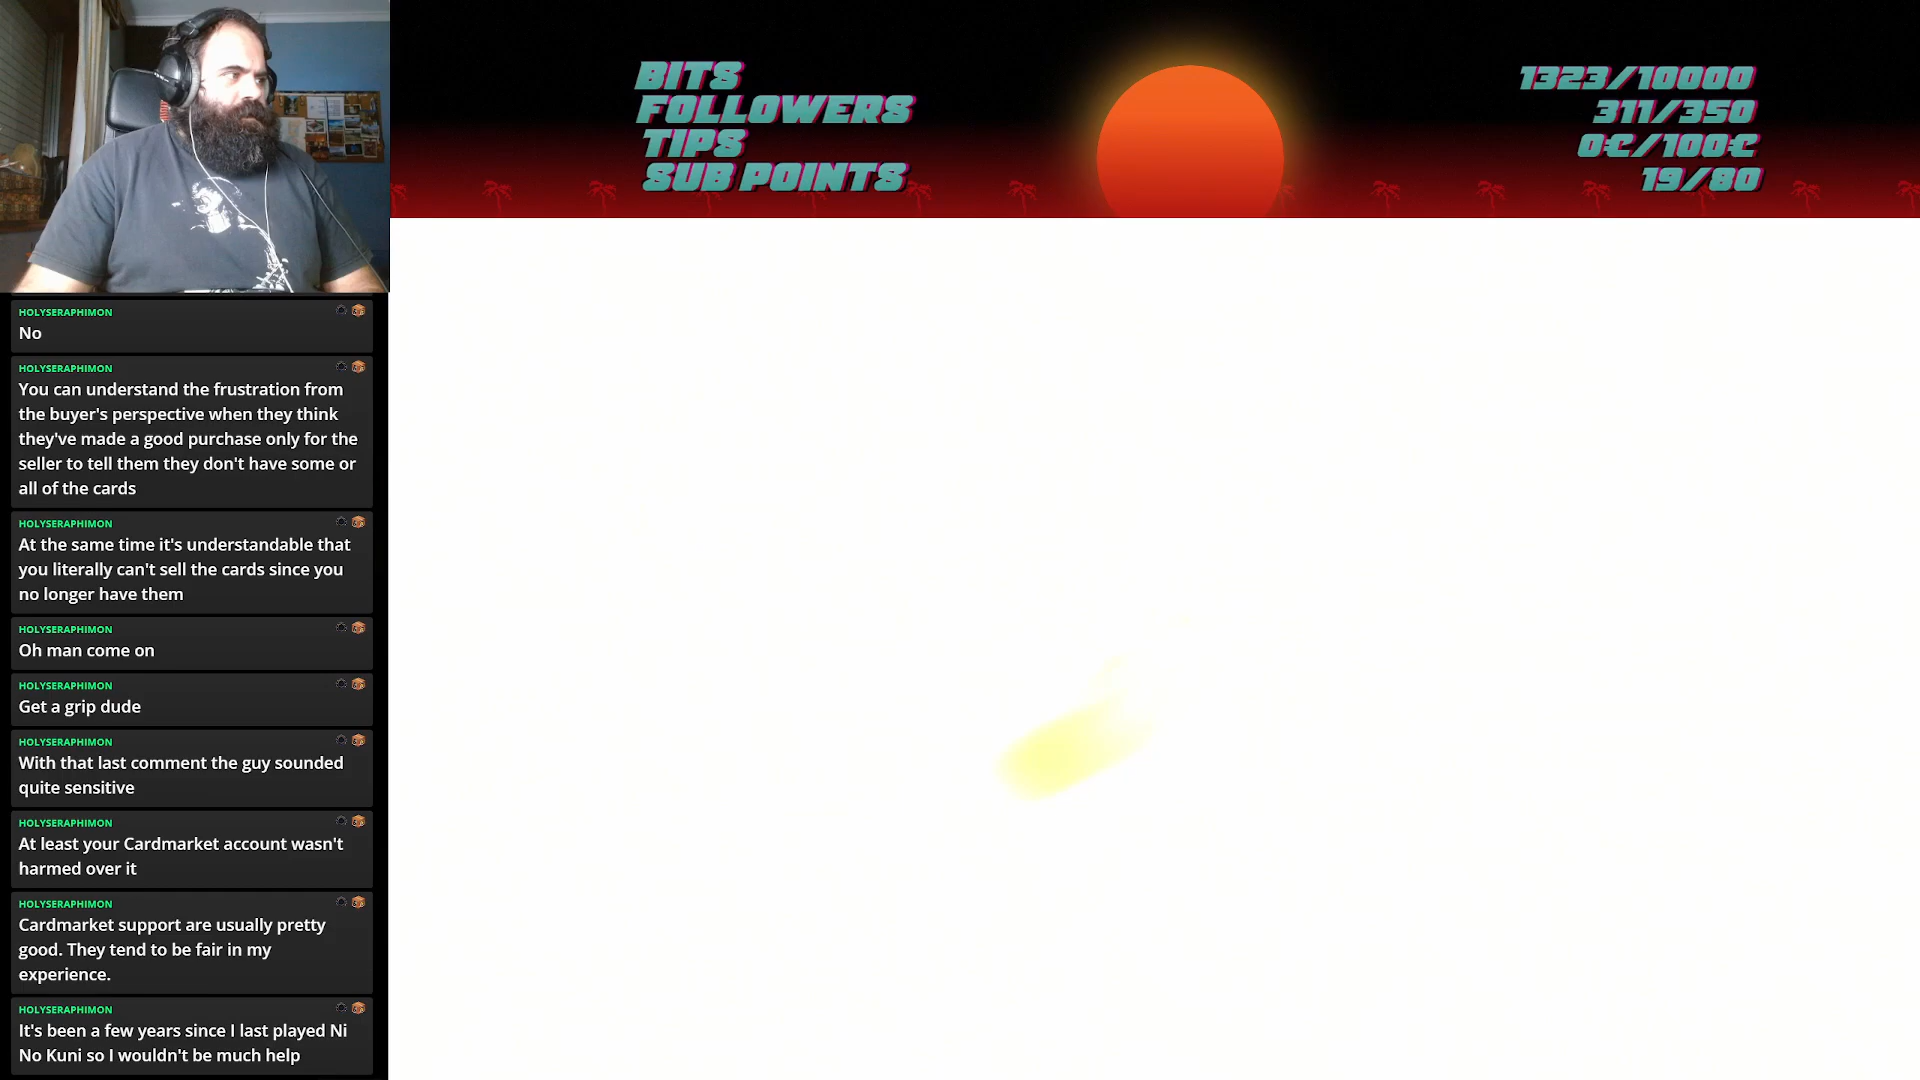 BITS
FOLLOWERS
TIPS
SUB POINTS
1323/10000
311/350
0€/100€
19/80
HOLYSERAPHIMON
No
HOLYSERAPHIMON
You can understand the frustration from
the buyer's perspective when they think
they've made a good purchase only for the
seller to tell them they don't have some or
all of the cards
HOLYSERAPHIMON
At the same time it's understandable that
you literally can't sell the cards since you
no longer have them
HOLYSERAPHIMON
Oh man come on
HOLYSERAPHIMON
Get a grip dude
HOLYSERAPHIMON
With that last comment the guy sounded
quite sensitive
HOLYSERAPHIMON
At least your Cardmarket account wasn't
harmed over it
HOLYSERAPHIMON
Cardmarket support are usually pretty
good. They tend to be fair in my
experience.
HOLYSERAPHIMON
It's been a few years since I last played Ni
No Kuni so I wouldn't be much help